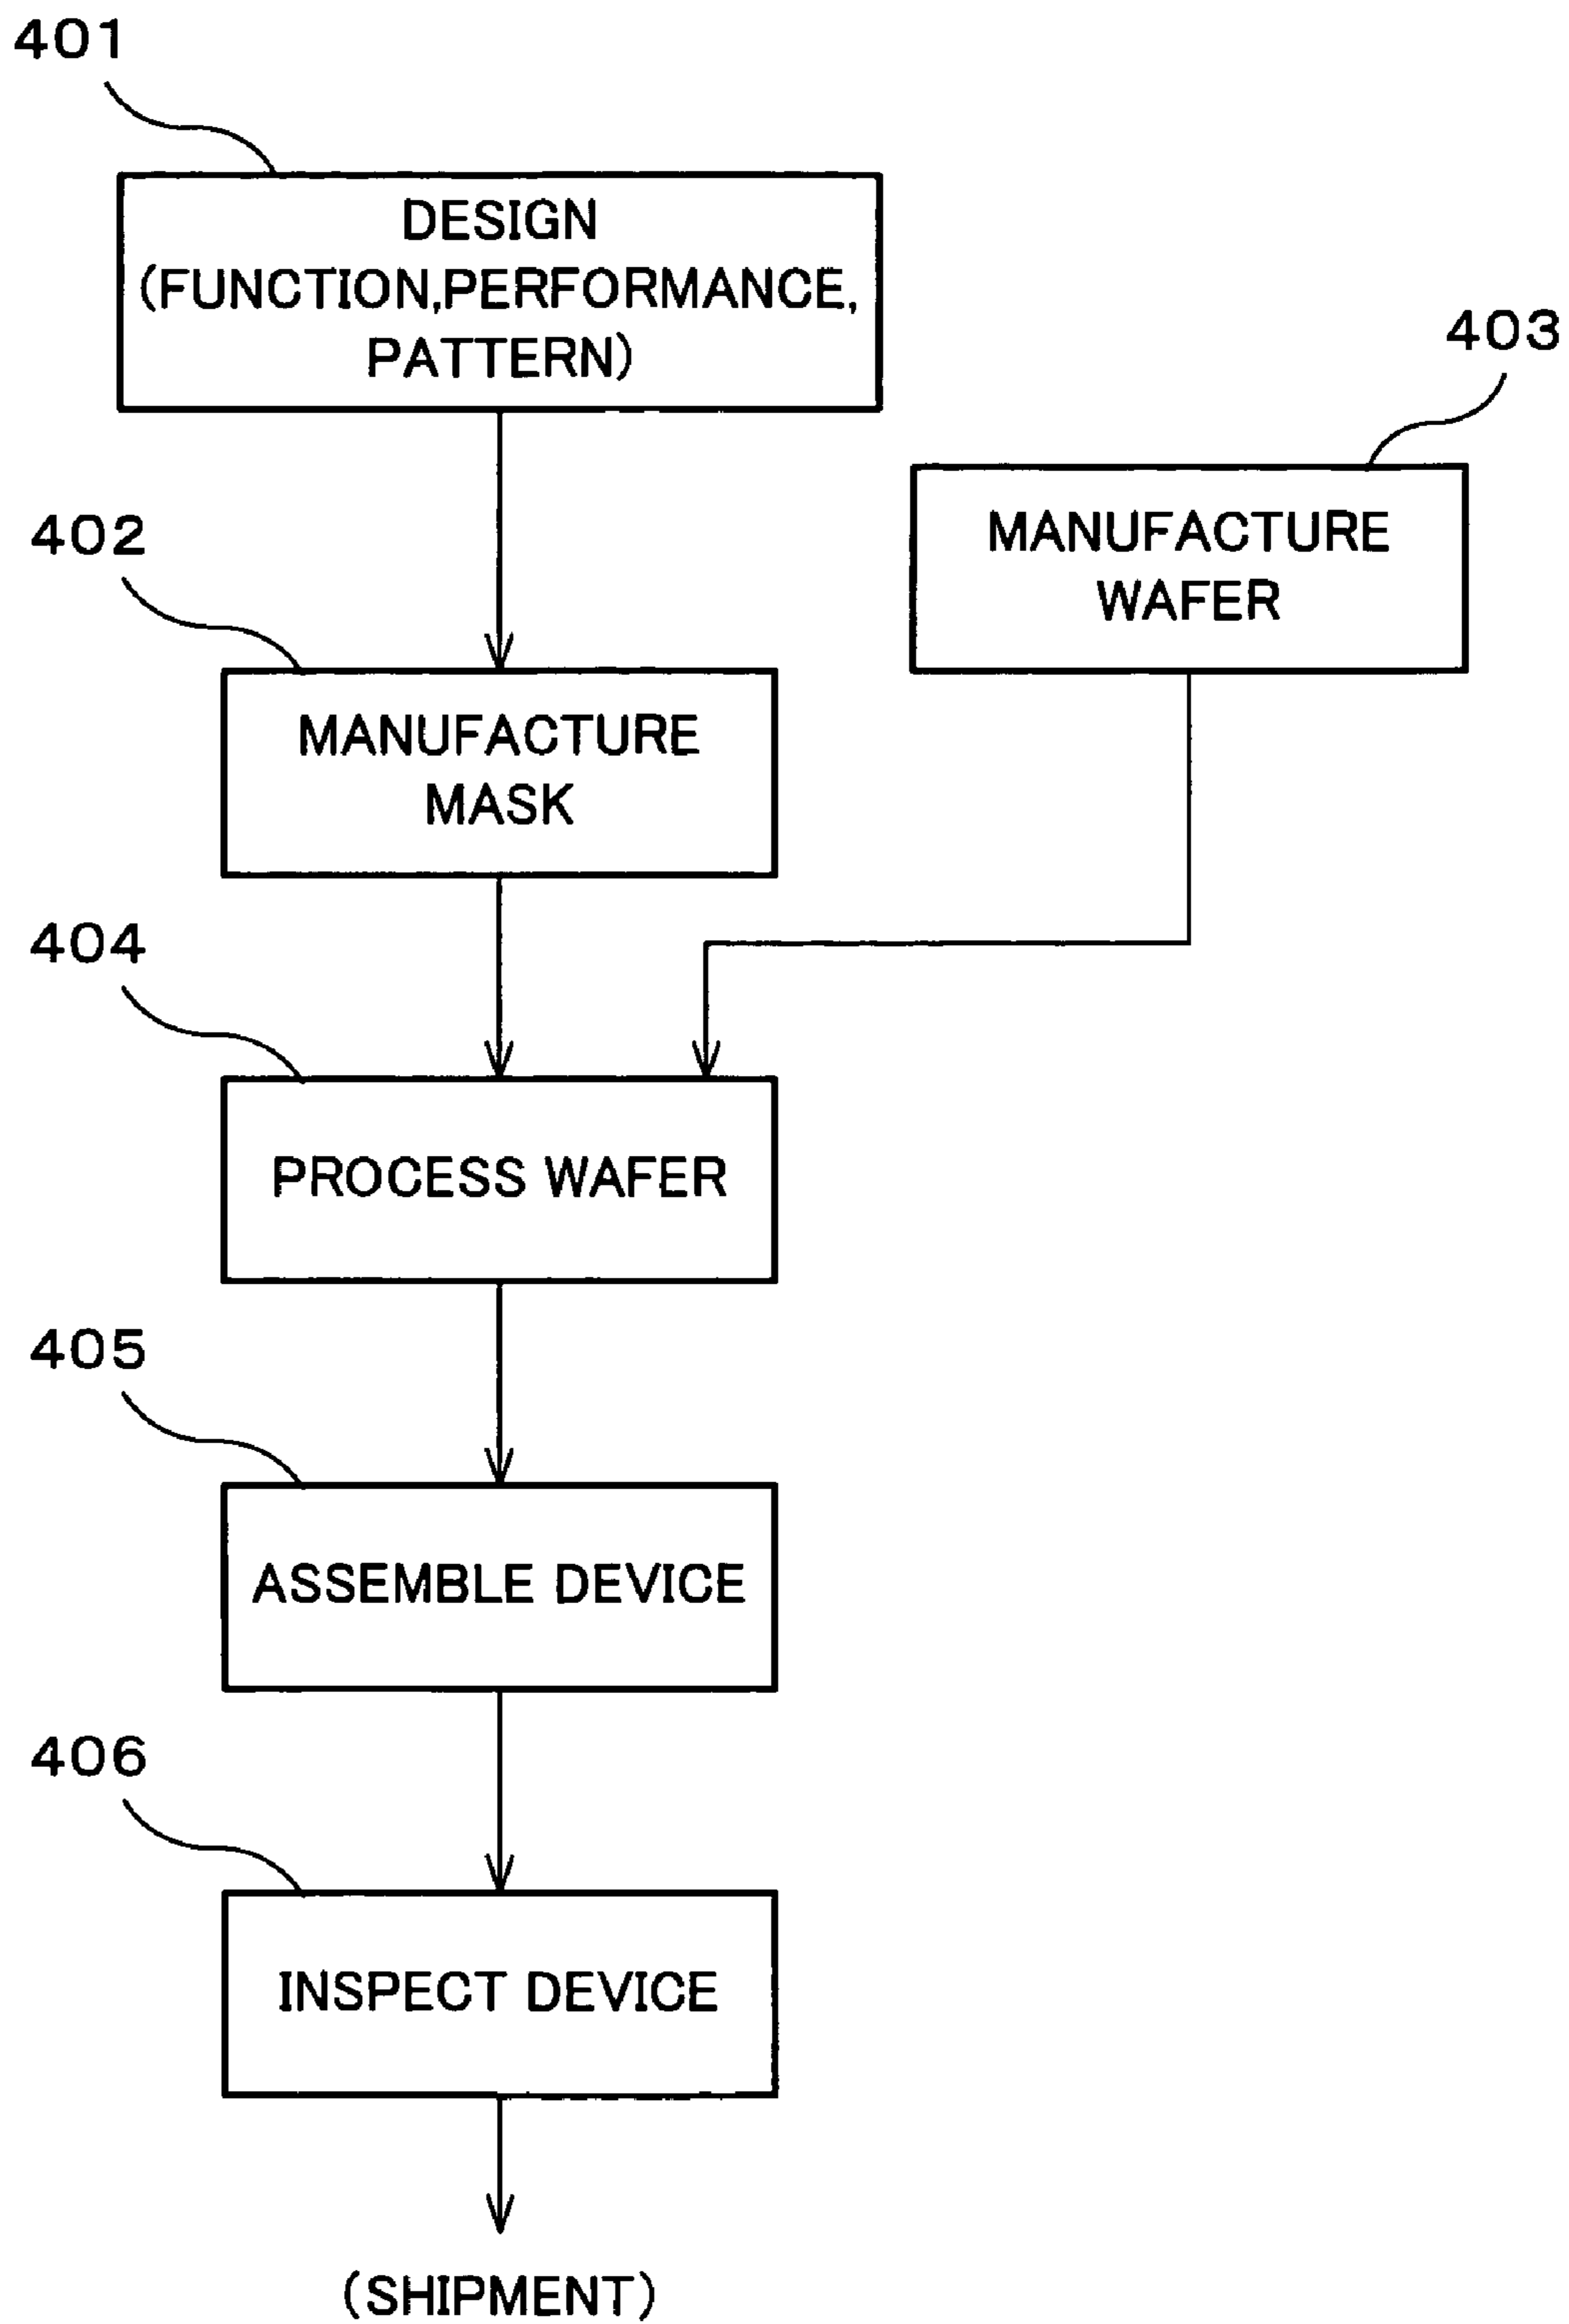 401
DESIGN
(FUNCTION,PERFORMANCE,
PATTERN)
403
MANUFACTURE
WAFER
402
MANUFACTURE
MASK
404
PROCESS WAFER
405
ASSEMBLE DEVICE
406
INSPECT DEVICE
(SHIPMENT)